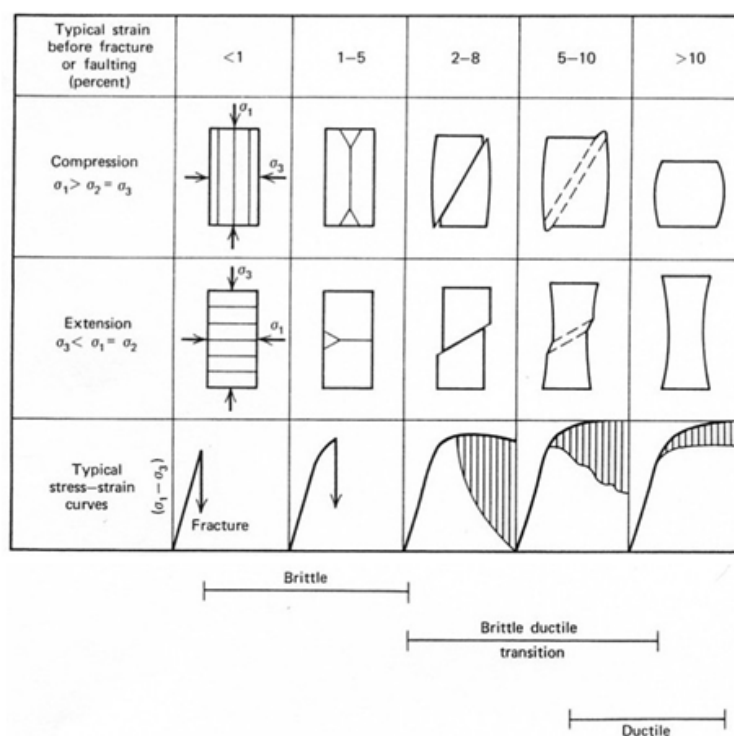 Typical strain
before fracture
or faulting
(percent)
<1
1–5
2–8
5–10
>10
Compression
σ₁ > σ₂ = σ₃
σ₁
σ₃
Extension
σ₃ < σ₁ = σ₂
σ₃
σ₁
Typical
stress–strain
curves
(σ₁ – σ₃)
Fracture
Brittle
Brittle ductile
transition
Ductile